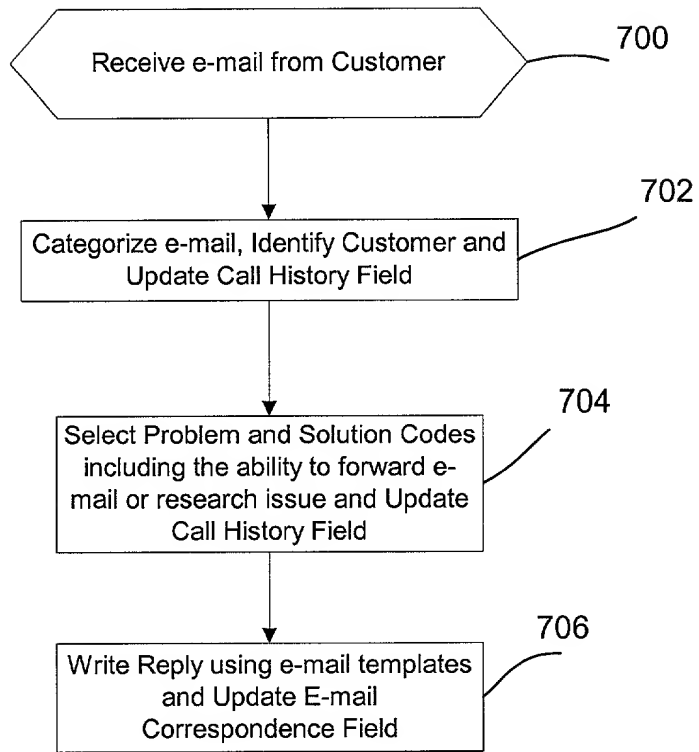 Receive e-mail from Customer
700
702
Categorize e-mail, Identify Customer and
Update Call History Field
704
Select Problem and Solution Codes
including the ability to forward e-
mail or research issue and Update
Call History Field
706
Write Reply using e-mail templates
and Update E-mail
Correspondence Field